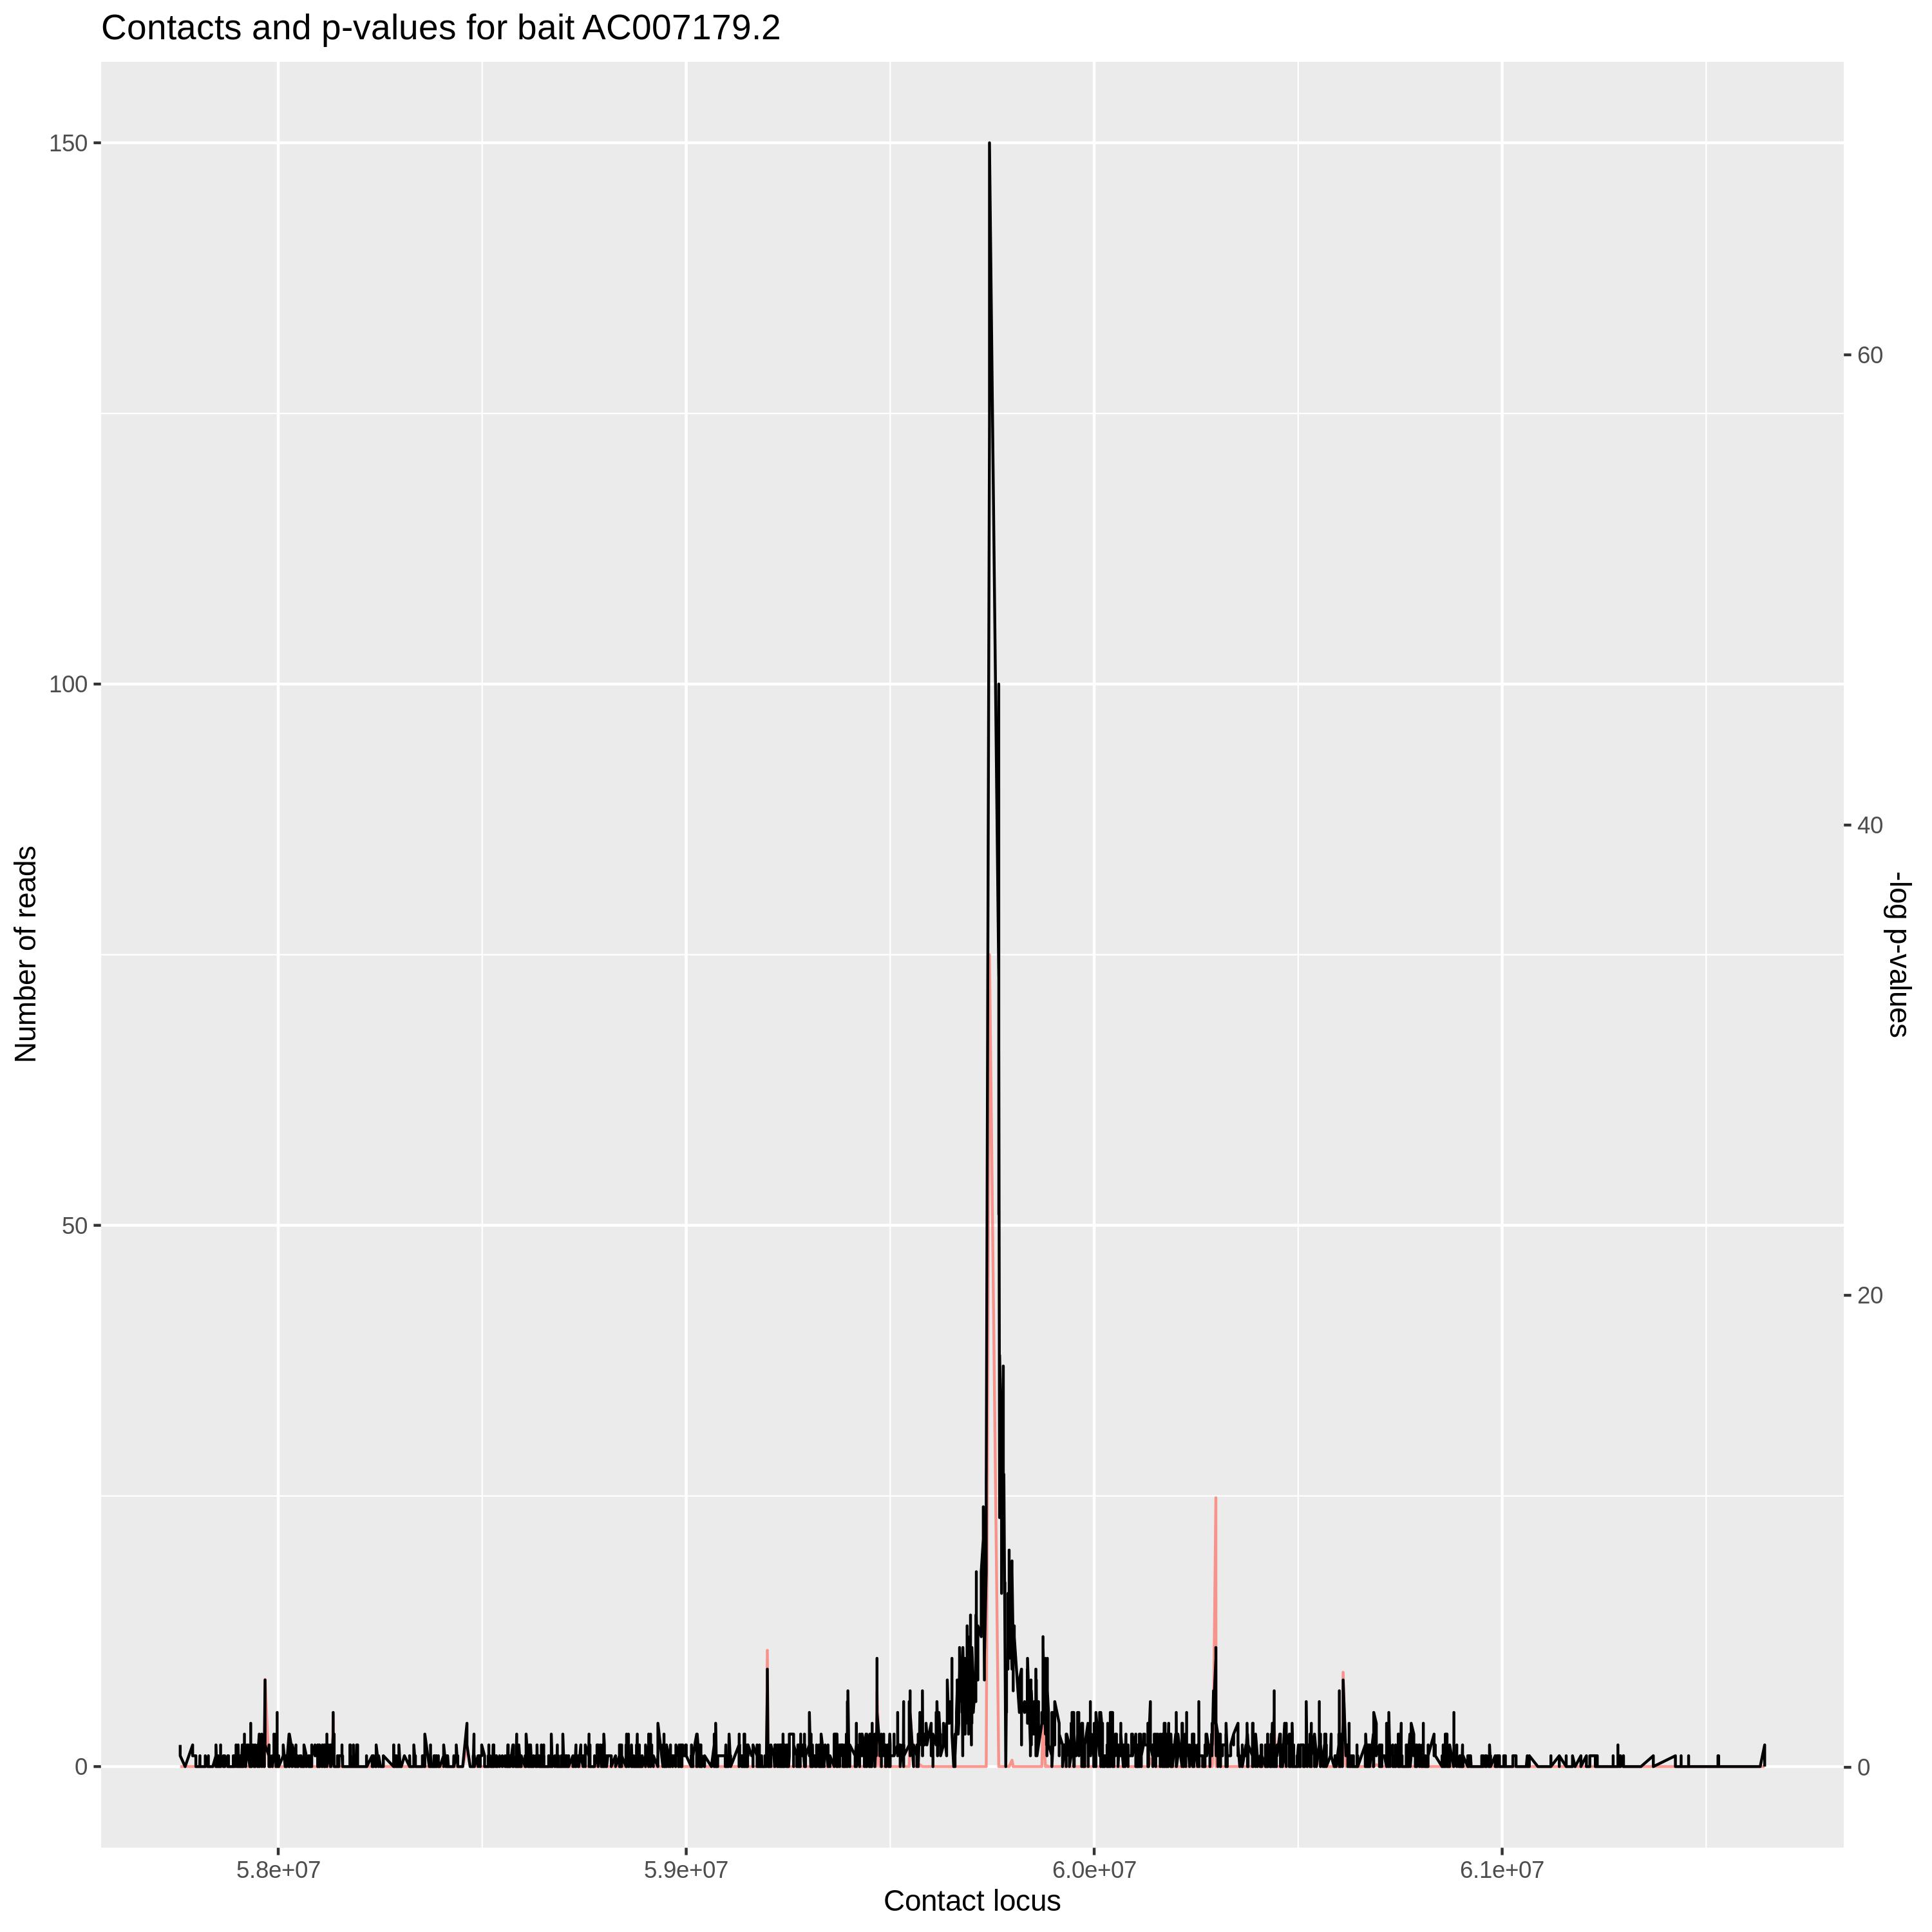 Contacts and p-values for bait AC007179.2
150
100
50
0
Number of reads
60
40
20
0
-log p-values
5.8e+07
5.9e+07
6.0e+07
6.1e+07
Contact locus